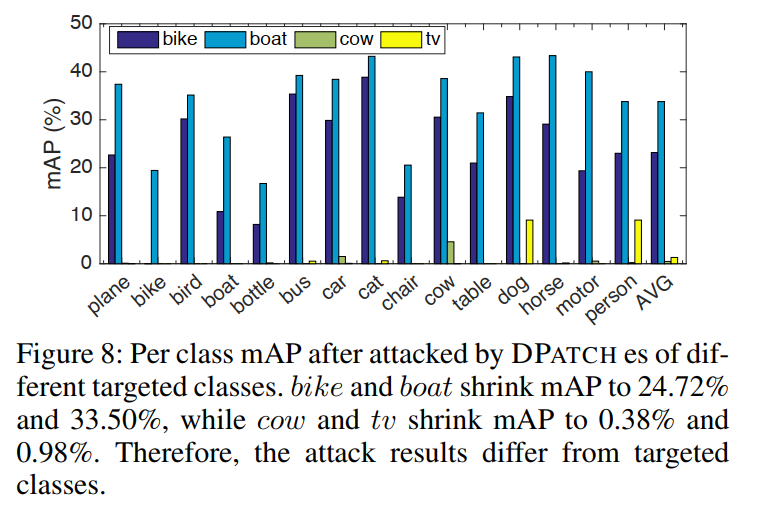 50
bike boat cow tv
40
30
20
10
0
mAP (%)
plane bike bird boat bottle bus car cat chair cow table dog horse motor person AVG
Figure 8: Per class mAP after attacked by DPATCH es of dif-
ferent targeted classes. bike and boat shrink mAP to 24.72%
and 33.50%, while cow and tv shrink mAP to 0.38% and
0.98%. Therefore, the attack results differ from targeted
classes.